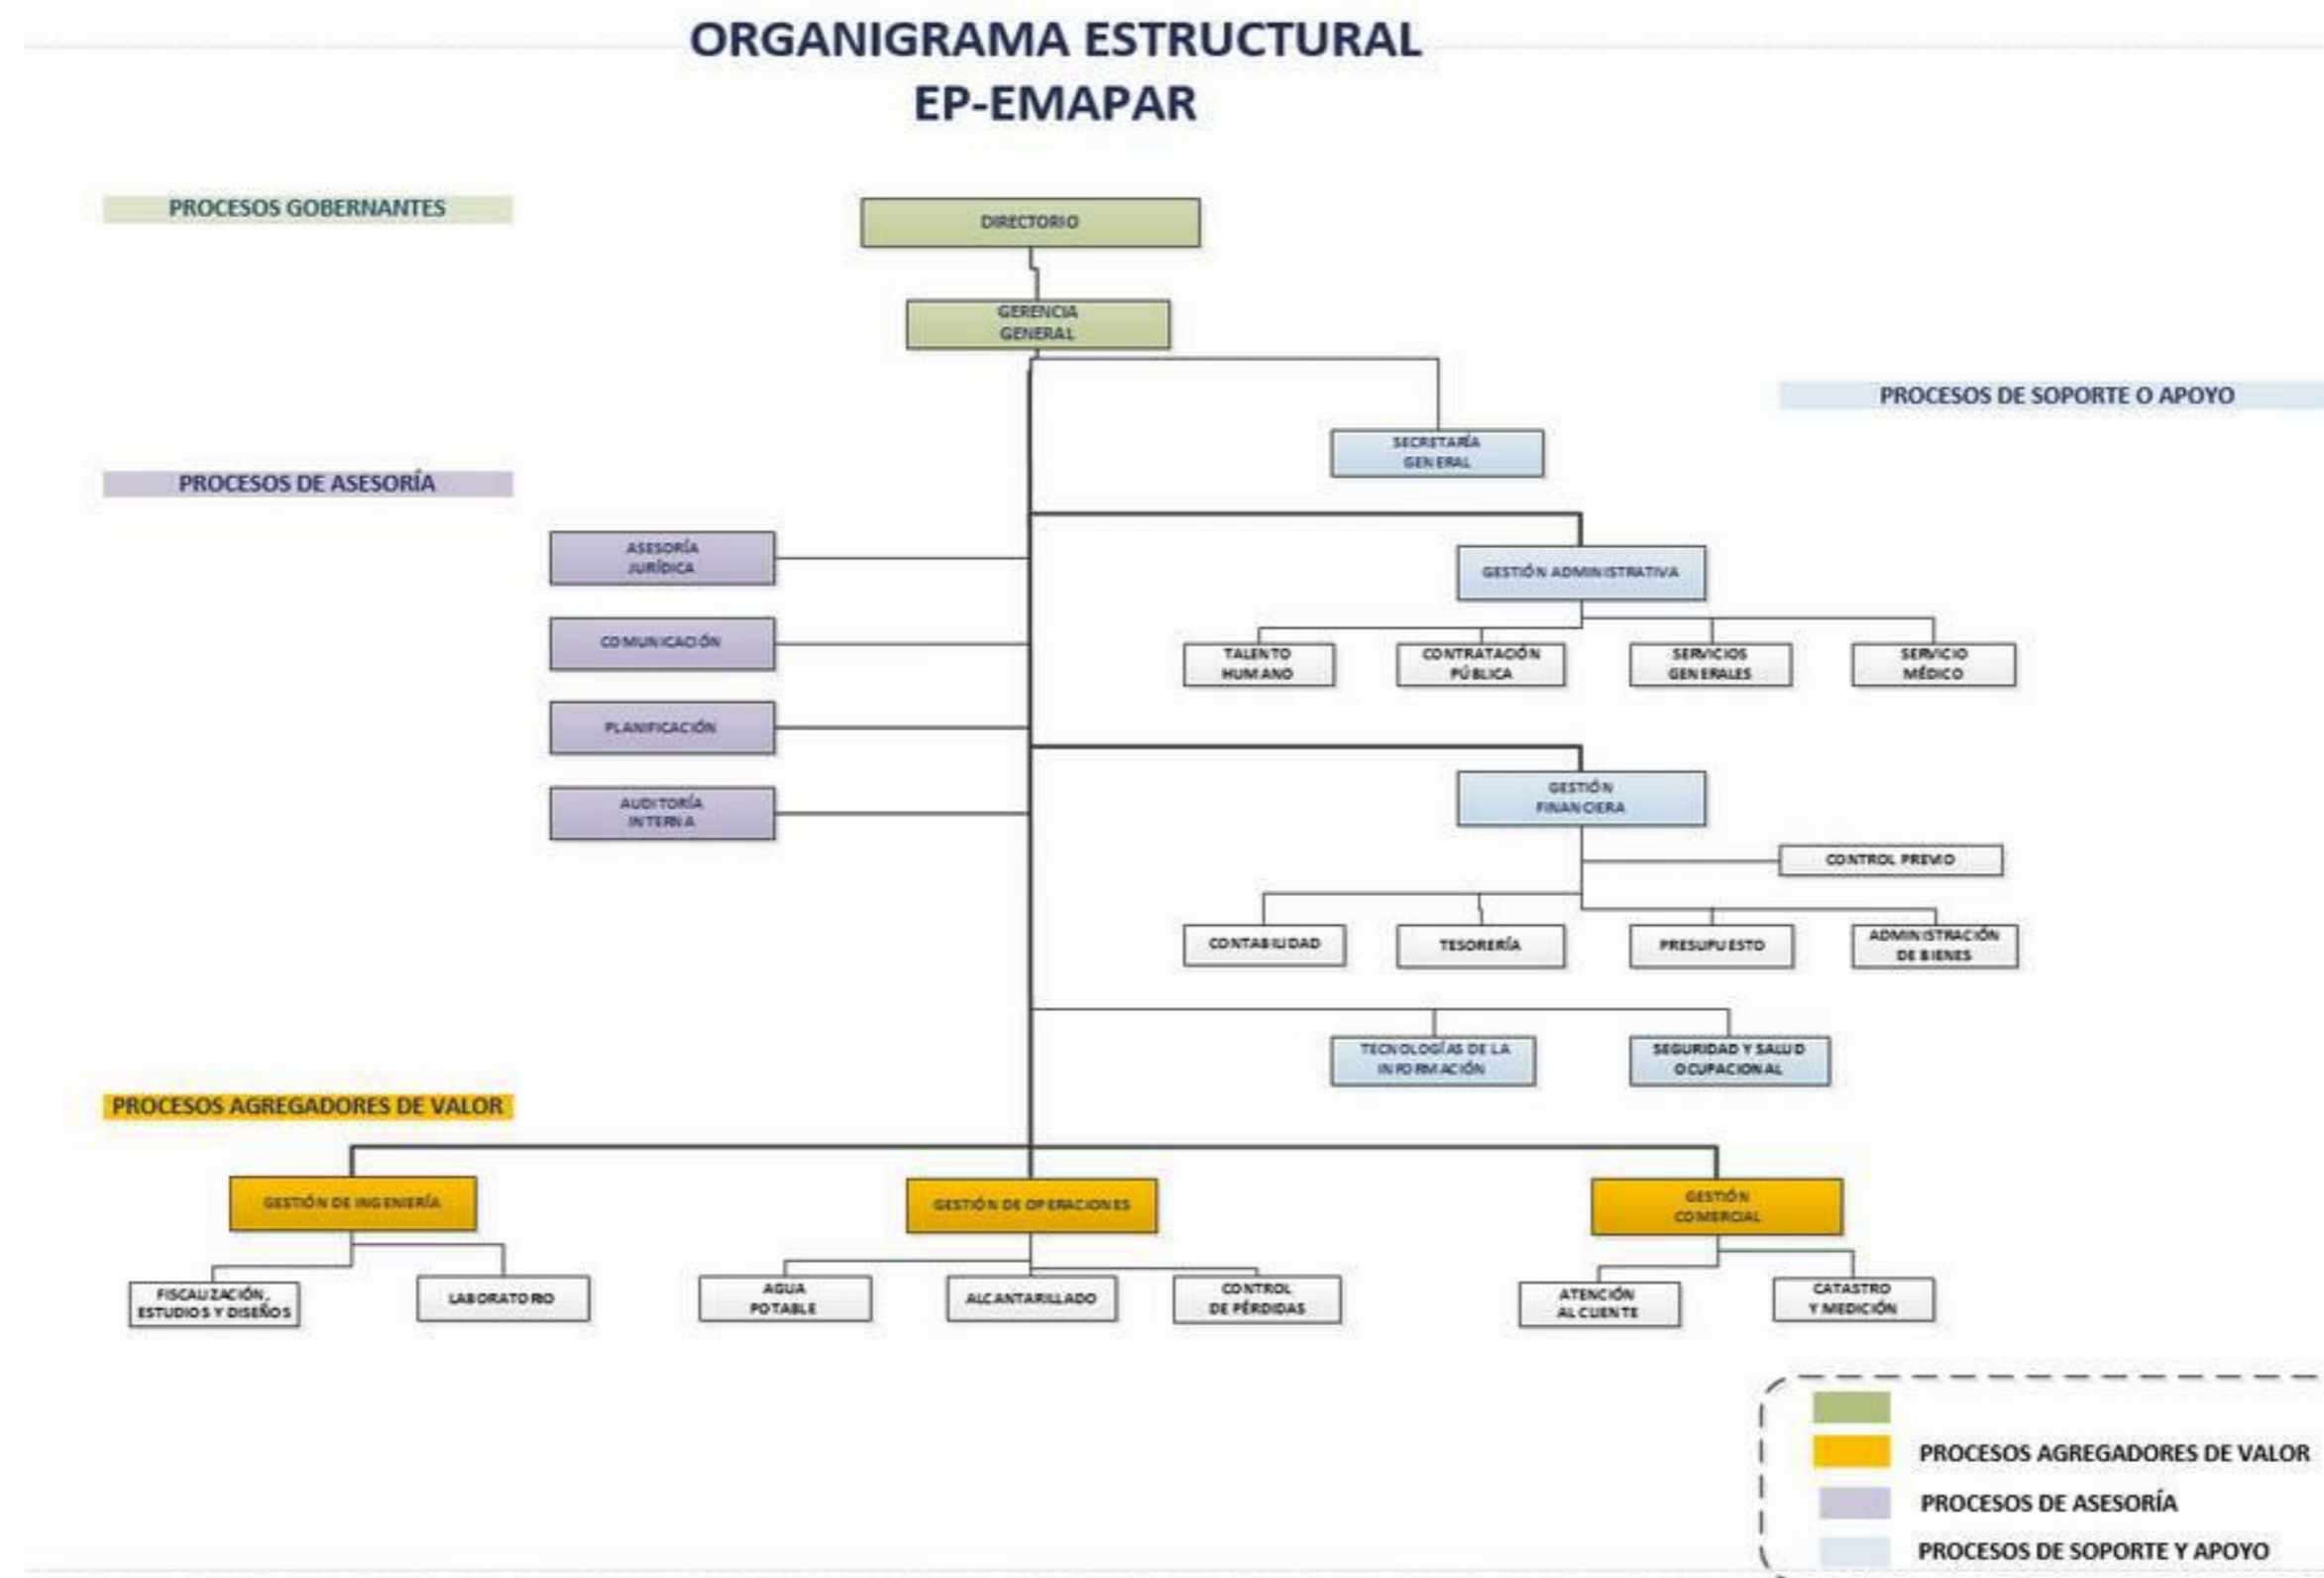 ORGANIGRAMA ESTRUCTURAL
EP-EMAPAR
PROCESOS GOBERNANTES
DIRECTORIO
GERENCIA
GENERAL
PROCESOS DE SOPORTE O APOYO
SECRETARÍA
GENERAL
PROCESOS DE ASESORÍA
ASESORÍA
JURÍDICA
GESTIÓN ADMINISTRATIVA
COMUNICACIÓN
TALENTO
HUMANO
CONTRATACIÓN
PÚBLICA
SERVICIOS
GENERALES
SERVICIO
MÉDICO
PLANIFICACIÓN
GESTIÓN
FINANCIERA
AUDITORÍA
INTERNA
CONTROL PREVIO
CONTABILIDAD
TESORERÍA
PRESUPUESTO
ADMINISTRACIÓN
DE BIENES
TECNOLOGÍAS DE LA
INFORMACIÓN
SEGURIDAD Y SALUD
OCUPACIONAL
PROCESOS AGREGADORES DE VALOR
GESTIÓN DE INGENIERÍA
GESTIÓN DE OPERACIONES
GESTIÓN
COMERCIAL
FISCALIZACIÓN,
ESTUDIOS Y DISEÑOS
LABORATORIO
AGUA
POTABLE
ALCANTARILLADO
CONTROL
DE PÉRDIDAS
ATENCIÓN
AL CLIENTE
CATASTRO
Y MEDICIÓN
PROCESOS AGREGADORES DE VALOR
PROCESOS DE ASESORÍA
PROCESOS DE SOPORTE Y APOYO